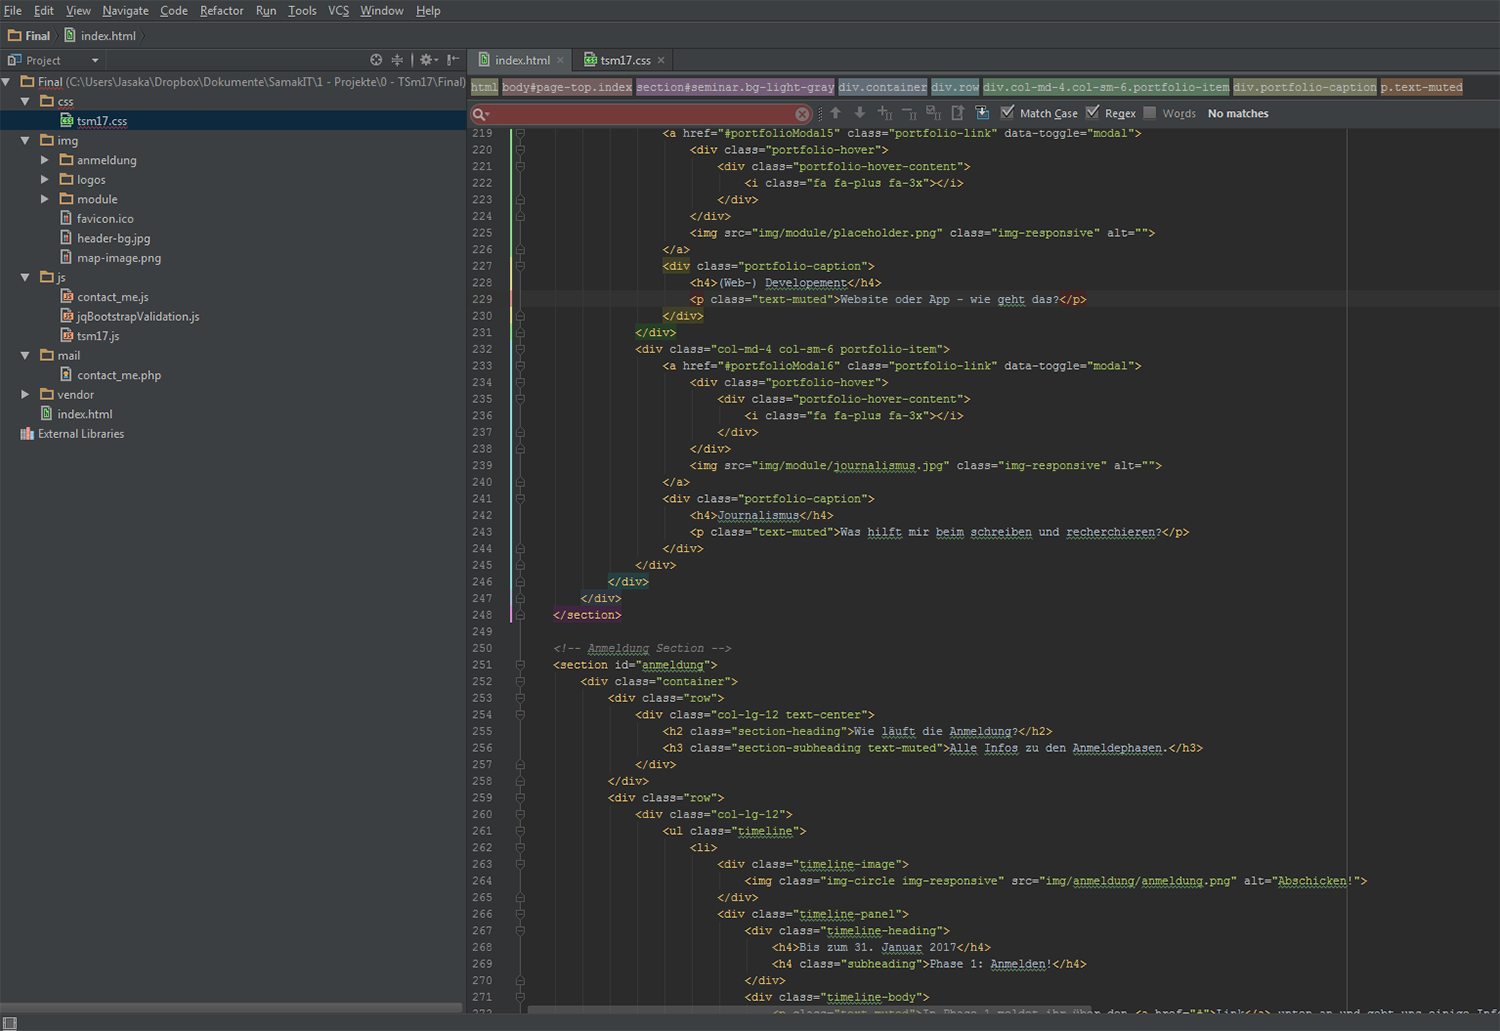 File Edit View Navigate Code Refactor Run Tools VCS Window Help
Final index.html
Project
index.html tsm17.css
Final (C:\Users\Jasaka\Dropbox\Dokumente\SamakIT\1 - Projekte\0 - TSm17\Final)
css
tsm17.css
img
anmeldung
logos
module
favicon.ico
header-bg.jpg
map-image.png
js
contact_me.js
jqBootstrapValidation.js
tsm17.js
mail
contact_me.php
vendor
index.html
External Libraries
html body#page-top.index section#seminar.bg-light-gray div.container div.row div.col-md-4.col-sm-6.portfolio-item div.portfolio-caption p.text-muted
Match Case Regex Words No matches
219 <a href="#portfolioModal5" class="portfolio-link" data-toggle="modal">
220 <div class="portfolio-hover">
221 <div class="portfolio-hover-content">
222 <i class="fa fa-plus fa-3x"></i>
223 </div>
224 </div>
225 <img src="img/module/placeholder.png" class="img-responsive" alt="">
226 </a>
227 <div class="portfolio-caption">
228 <h4>(Web-) Developement</h4>
229 <p class="text-muted">Website oder App - wie geht das?</p>
230 </div>
231 </div>
232 <div class="col-md-4 col-sm-6 portfolio-item">
233 <a href="#portfolioModal6" class="portfolio-link" data-toggle="modal">
234 <div class="portfolio-hover">
235 <div class="portfolio-hover-content">
236 <i class="fa fa-plus fa-3x"></i>
237 </div>
238 </div>
239 <img src="img/module/journalismus.jpg" class="img-responsive" alt="">
240 </a>
241 <div class="portfolio-caption">
242 <h4>Journalismus</h4>
243 <p class="text-muted">Was hilft mir beim schreiben und recherchieren?</p>
244 </div>
245 </div>
246 </div>
247 </div>
248 </section>
249
250 <!-- Anmeldung Section -->
251 <section id="anmeldung">
252 <div class="container">
253 <div class="row">
254 <div class="col-lg-12 text-center">
255 <h2 class="section-heading">Wie läuft die Anmeldung?</h2>
256 <h3 class="section-subheading text-muted">Alle Infos zu den Anmeldephasen.</h3>
257 </div>
258 </div>
259 <div class="row">
260 <div class="col-lg-12">
261 <ul class="timeline">
262 <li>
263 <div class="timeline-image">
264 <img class="img-circle img-responsive" src="img/anmeldung/anmeldung.png" alt="Abschicken!">
265 </div>
266 <div class="timeline-panel">
267 <div class="timeline-heading">
268 <h4>Bis zum 31. Januar 2017</h4>
269 <h4 class="subheading">Phase 1: Anmelden!</h4>
270 </div>
271 <div class="timeline-body">
272 <p class="text-muted">In Phase 1 meldet ihr über den <a href="#">Link</a> unten an und gebt uns einige Inf